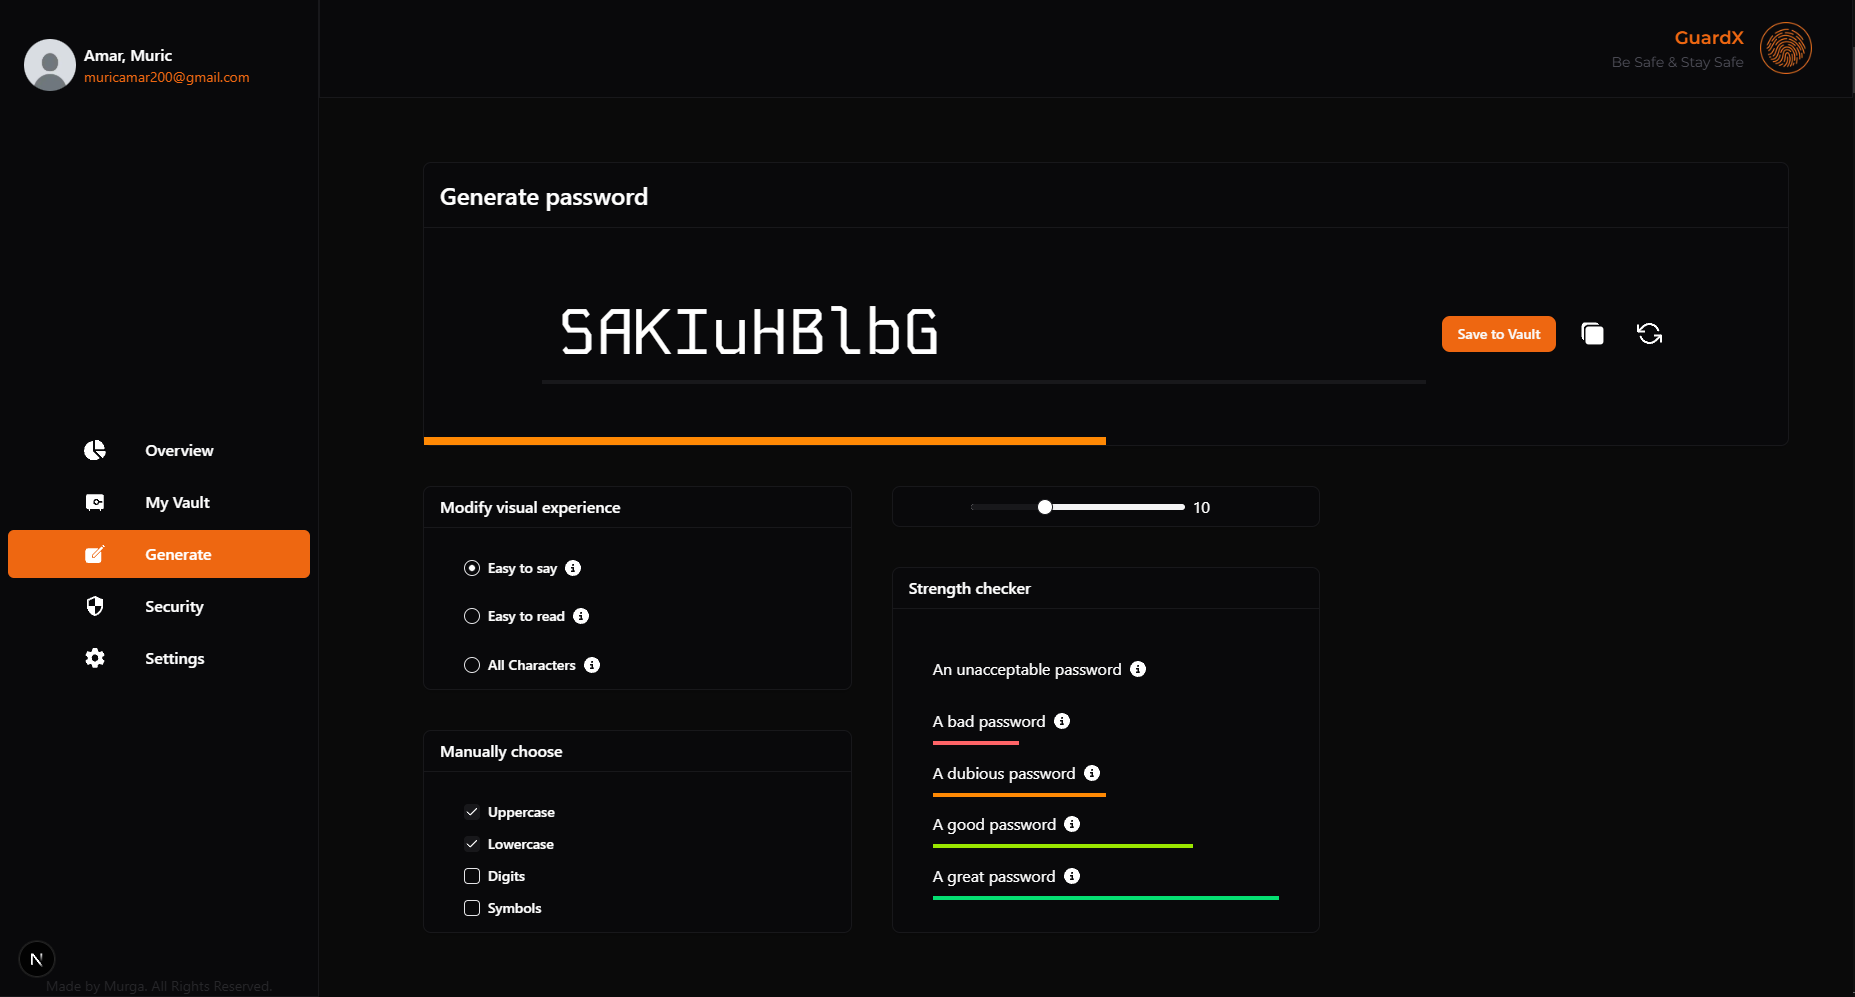 Amar, Muric
muricamar200@gmail.com
GuardX
Be Safe & Stay Safe
Overview
My Vault
Generate
Security
Settings
N
Made by Murga. All Rights Reserved.
Generate password
SAKIuHBlbG
Save to Vault
Modify visual experience
Easy to say
Easy to read
All Characters
Manually choose
Uppercase
Lowercase
Digits
Symbols
10
Strength checker
An unacceptable password
A bad password
A dubious password
A good password
A great password